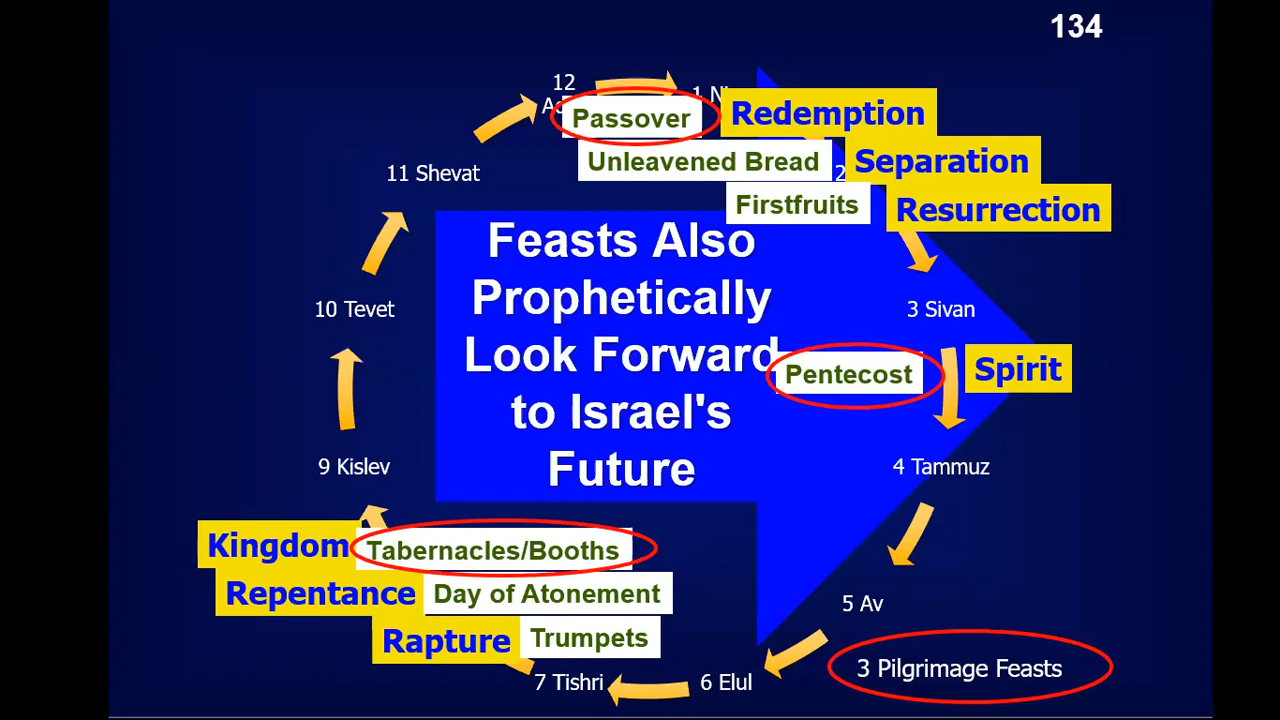 134
12
Passover
Redemption
Unleavened Bread
Separation
Firstfruits
Resurrection
11 Shevat
Feasts Also
Prophetically
Look Forward
to Israel's
Future
10 Tevet
3 Sivan
Pentecost
Spirit
9 Kislev
4 Tammuz
Kingdom
Tabernacles/Booths
Repentance
Day of Atonement
Rapture
Trumpets
5 Av
3 Pilgrimage Feasts
7 Tishri
6 Elul